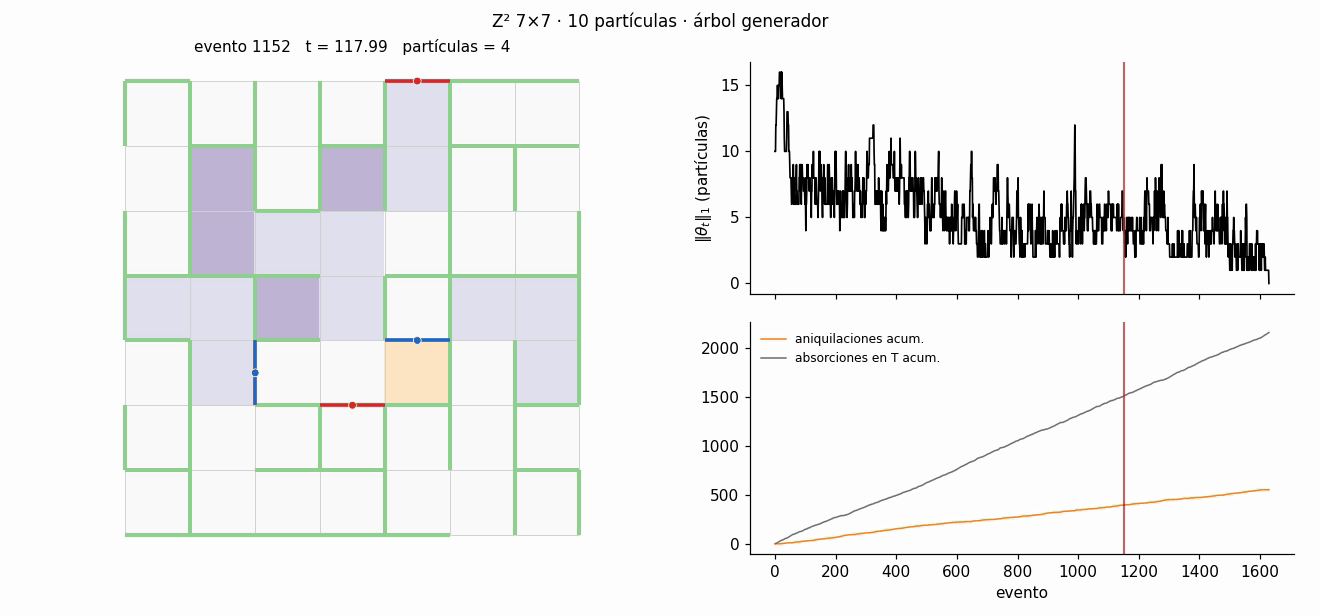 Z² 7×7 · 10 partículas · árbol generador
evento 1152   t = 117.99   partículas = 4
‖θₜ‖₁ (partículas)
15
10
5
0
aniquilaciones acum.
absorciones en T acum.
2000
1500
1000
500
0
0 200 400 600 800 1000 1200 1400 1600
evento